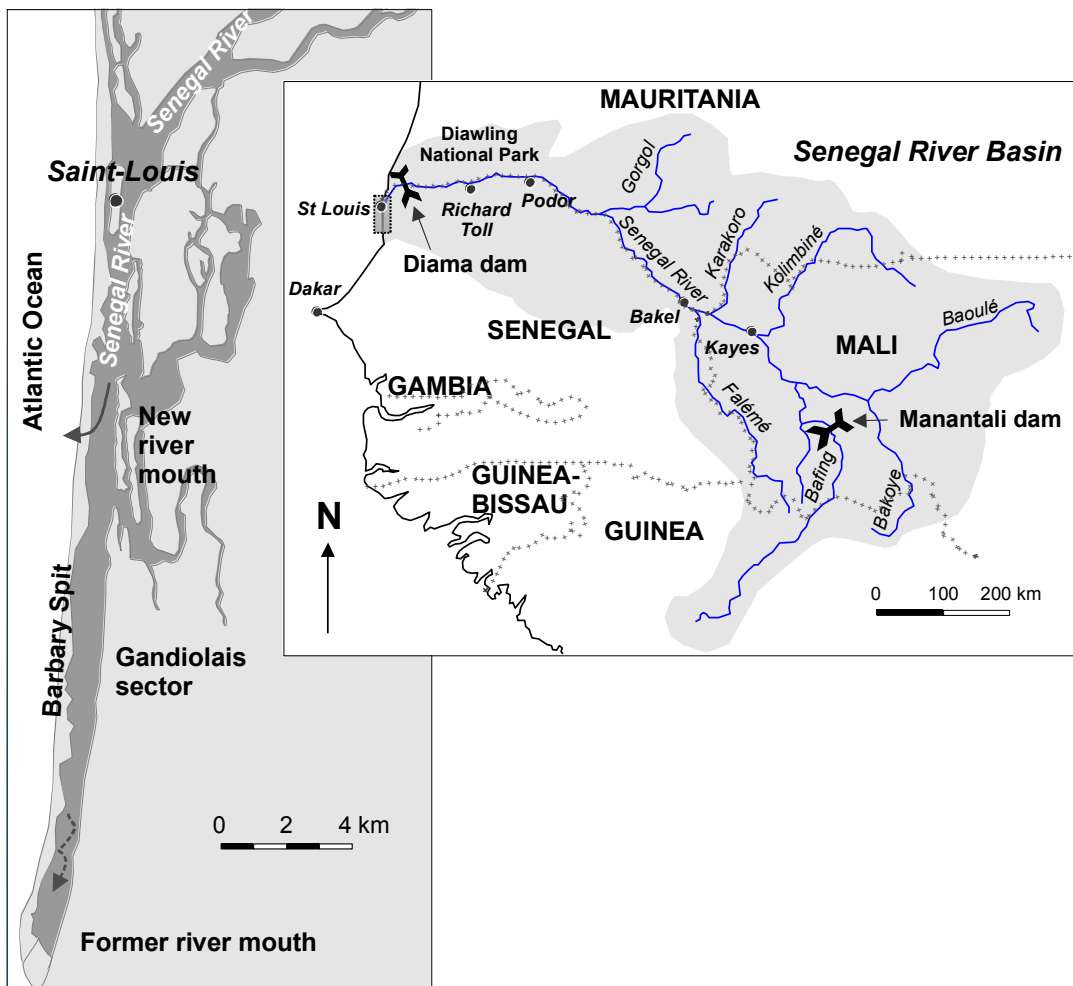 Senegal River
Saint-Louis
Senegal River
Atlantic Ocean
New
river
mouth
Barbary Spit
Gandiolais
sector
0 2 4 km
Former river mouth
MAURITANIA
Senegal River Basin
Diawling
National Park
Gorgol
St Louis
Richard
Toll
Podor
Diama dam
Senegal River
Karakoro
Kolimbiné
Dakar
Bakel
SENEGAL
Kayes
MALI
Baoulé
GAMBIA
Falémé
Manantali dam
Bafing
Bakoye
GUINEA-
BISSAU
GUINEA
N
0 100 200 km